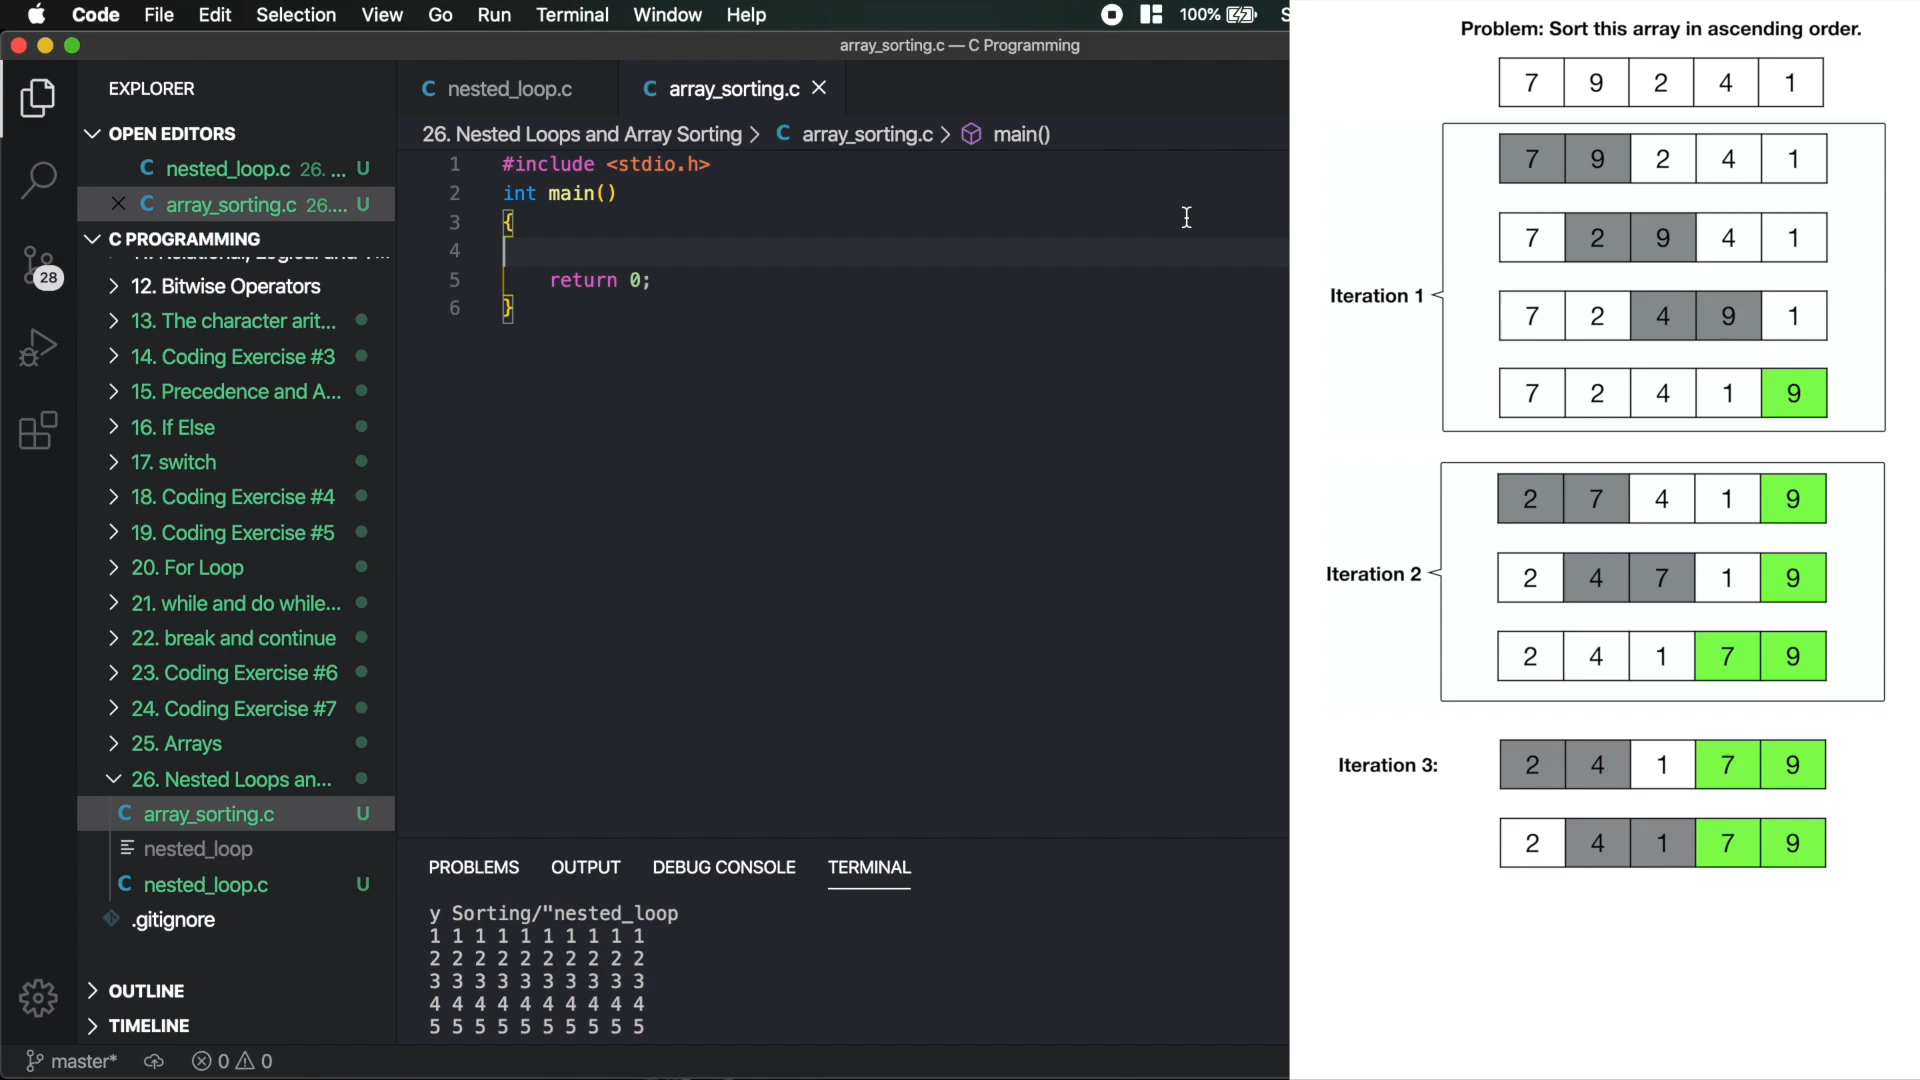 Code File Edit Selection View Go Run Terminal Window Help 100%
array_sorting.c — C Programming
EXPLORER
OPEN EDITORS
nested_loop.c 26. ... U
array_sorting.c 26.... U
C PROGRAMMING
12. Bitwise Operators
13. The character arit...
14. Coding Exercise #3
15. Precedence and A...
16. If Else
17. switch
18. Coding Exercise #4
19. Coding Exercise #5
20. For Loop
21. while and do while...
22. break and continue
23. Coding Exercise #6
24. Coding Exercise #7
25. Arrays
26. Nested Loops an...
C array_sorting.c U
nested_loop
C nested_loop.c U
.gitignore
OUTLINE
TIMELINE
28
master* 0 0
C nested_loop.c C array_sorting.c
26. Nested Loops and Array Sorting > C array_sorting.c > main()
1 #include <stdio.h>
2 int main()
3 {
4
5 return 0;
6 }
PROBLEMS OUTPUT DEBUG CONSOLE TERMINAL
y Sorting/"nested_loop
1 1 1 1 1 1 1 1 1 1
2 2 2 2 2 2 2 2 2 2
3 3 3 3 3 3 3 3 3 3
4 4 4 4 4 4 4 4 4 4
5 5 5 5 5 5 5 5 5 5
Problem: Sort this array in ascending order.
7 9 2 4 1
7 9 2 4 1
7 2 9 4 1
Iteration 1
7 2 4 9 1
7 2 4 1 9
2 7 4 1 9
Iteration 2
2 4 7 1 9
2 4 1 7 9
Iteration 3:
2 4 1 7 9
2 4 1 7 9